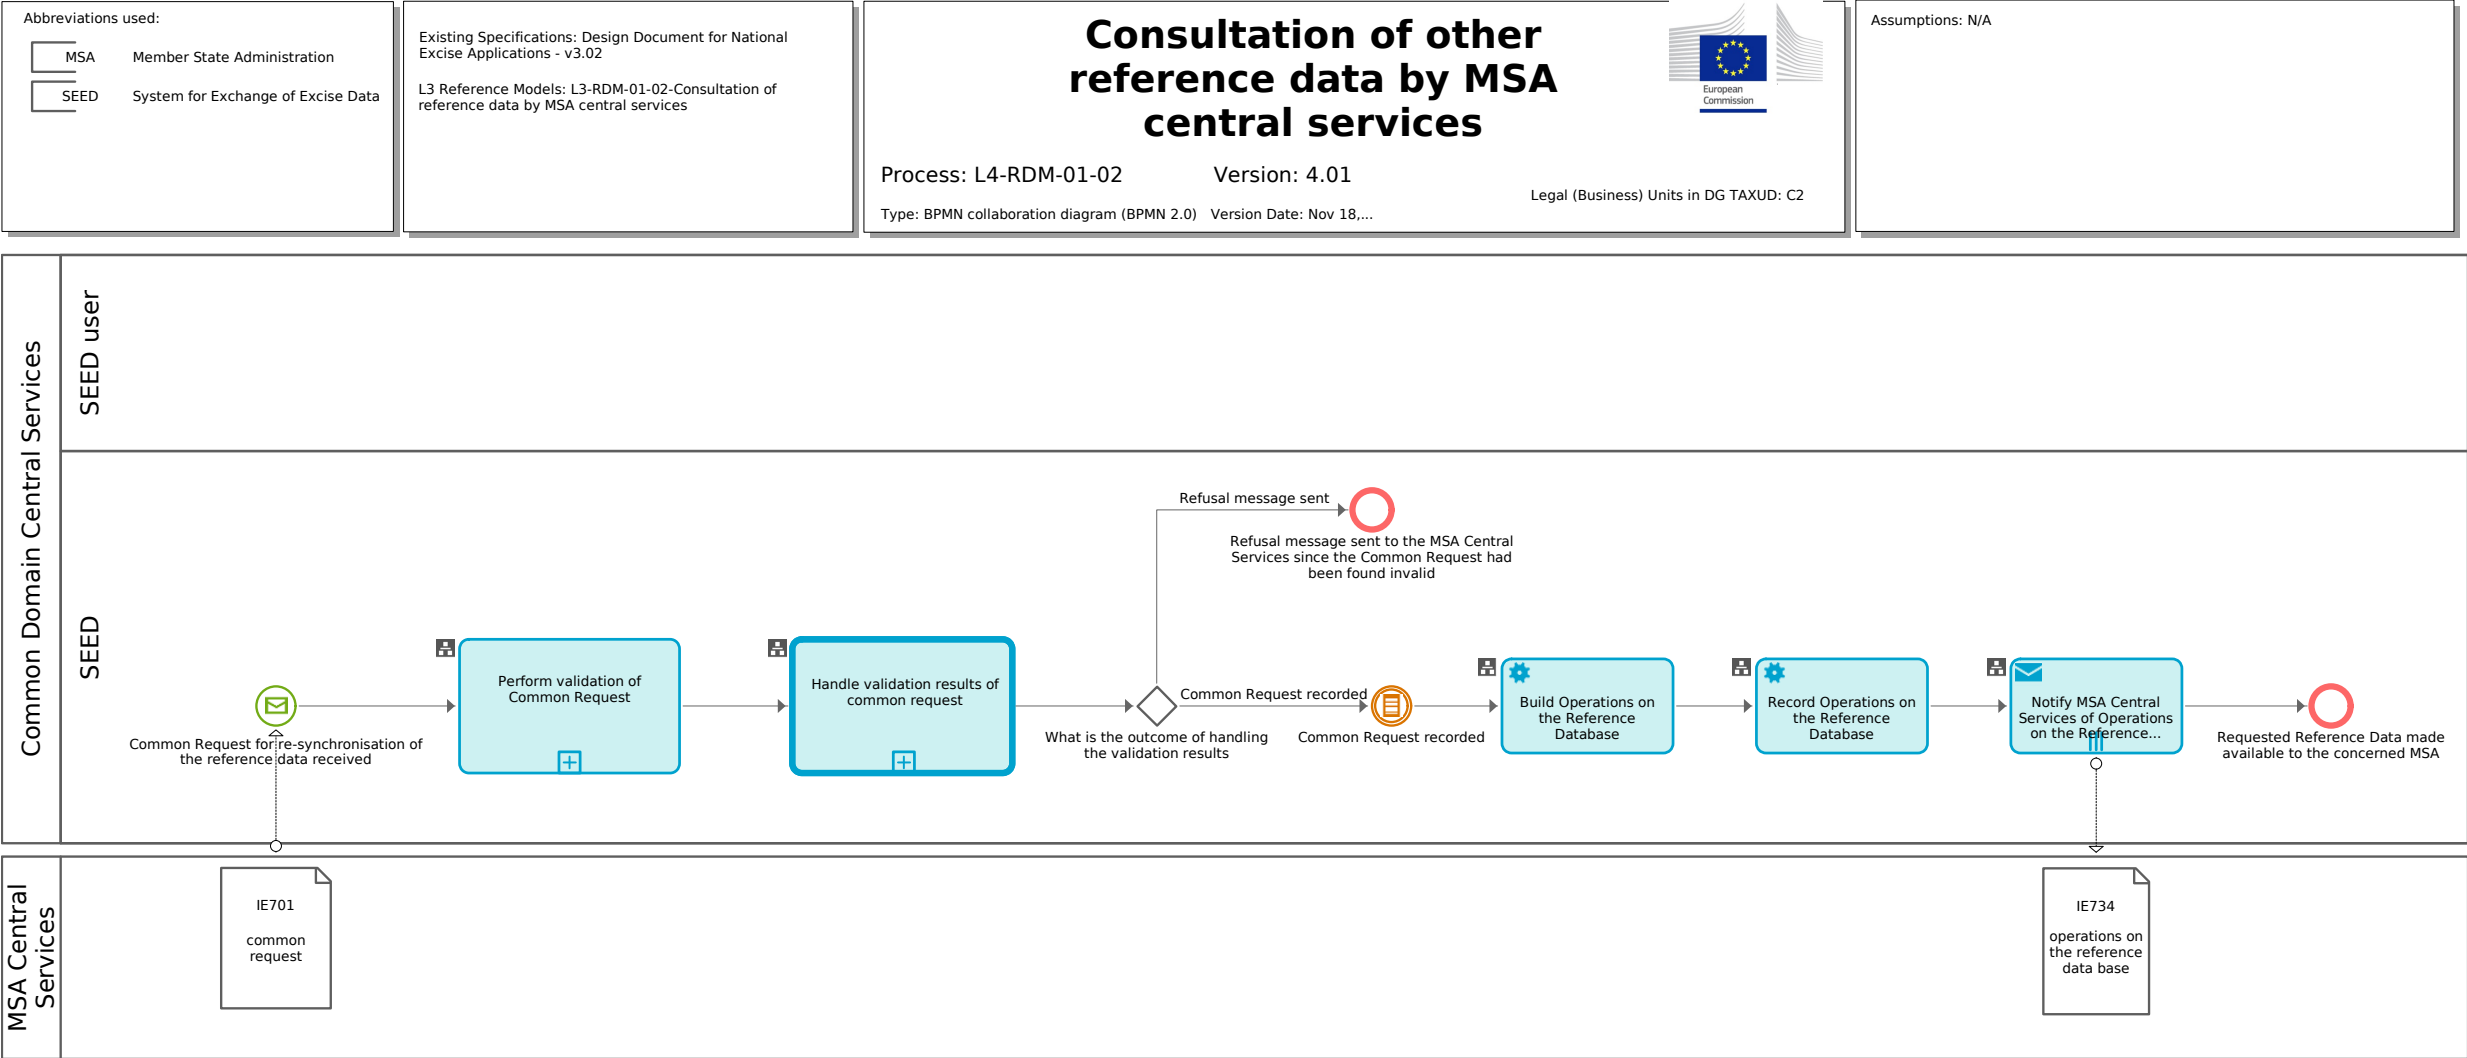 Abbreviations used:
MSA Member State Administration
SEED System for Exchange of Excise Data
Existing Specifications: Design Document for National
Excise Applications - v3.02
L3 Reference Models: L3-RDM-01-02-Consultation of
reference data by MSA central services
Consultation of other
reference data by MSA
central services
European
Commission
Process: L4-RDM-01-02 Version: 4.01
Legal (Business) Units in DG TAXUD: C2
Type: BPMN collaboration diagram (BPMN 2.0) Version Date: Nov 18,...
Assumptions: N/A
Common Domain Central Services
SEED user
SEED
Refusal message sent
Refusal message sent to the MSA Central
Services since the Common Request had
been found invalid
Common Request for re-synchronisation of
the reference data received
Perform validation of
Common Request
Handle validation results of
common request
What is the outcome of handling
the validation results
Common Request recorded
Common Request recorded
Build Operations on
the Reference
Database
Record Operations on
the Reference
Database
Notify MSA Central
Services of Operations
on the Reference...
Requested Reference Data made
available to the concerned MSA
MSA Central
Services
IE701
common
request
IE734
operations on
the reference
data base